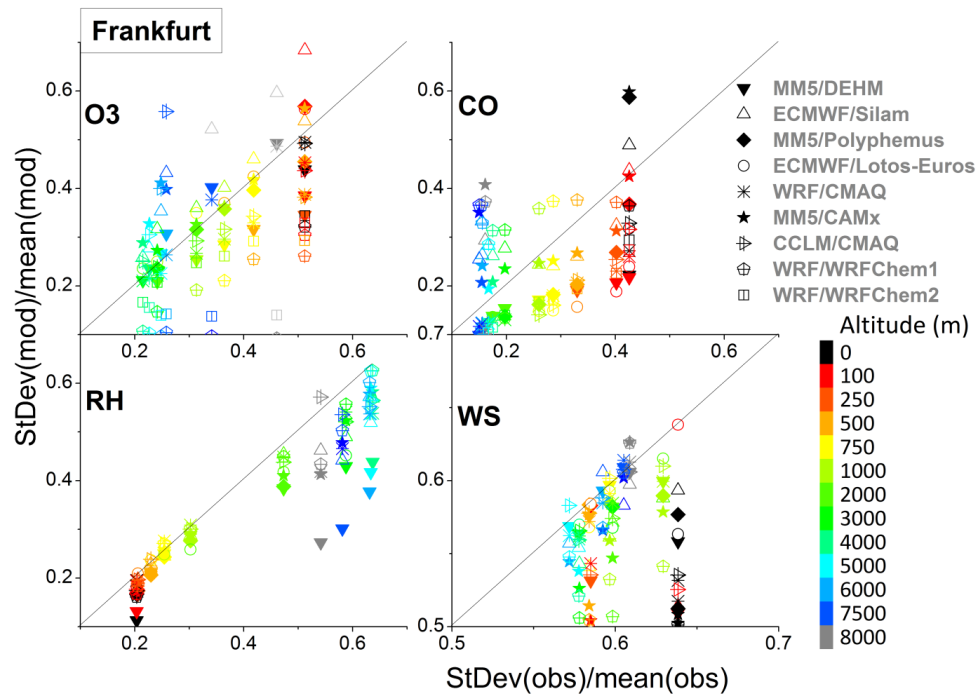 Frankfurt
O3
CO
RH
WS
StDev(mod)/mean(mod)
StDev(obs)/mean(obs)
0.6
0.4
0.2
0.2 0.4 0.6
0.6
0.4
0.2
0.7
0.2 0.4 0.6
0.6
0.4
0.2
0.2 0.4 0.6
0.6
0.5
0.5 0.6 0.7
MM5/DEHM
ECMWF/Silam
MM5/Polyphemus
ECMWF/Lotos-Euros
WRF/CMAQ
MM5/CAMx
CCLM/CMAQ
WRF/WRFChem1
WRF/WRFChem2
Altitude (m)
0
100
250
500
750
1000
2000
3000
4000
5000
6000
7500
8000